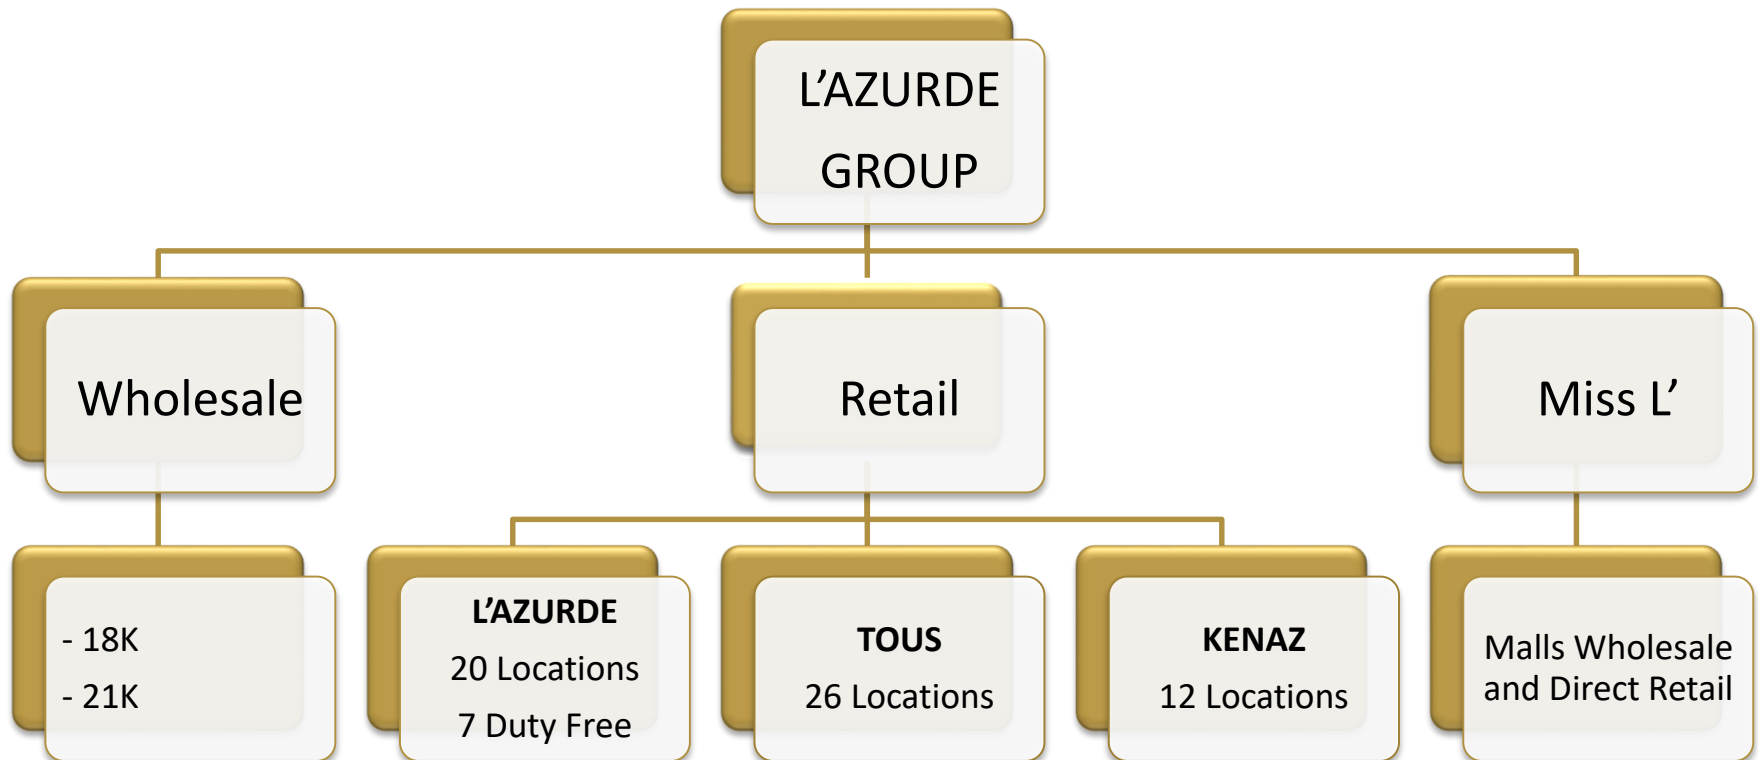 L’AZURDE
GROUP
Wholesale
Retail
Miss L’
- 18K
- 21K
L’AZURDE
20 Locations
7 Duty Free
TOUS
26 Locations
KENAZ
12 Locations
Malls Wholesale
and Direct Retail